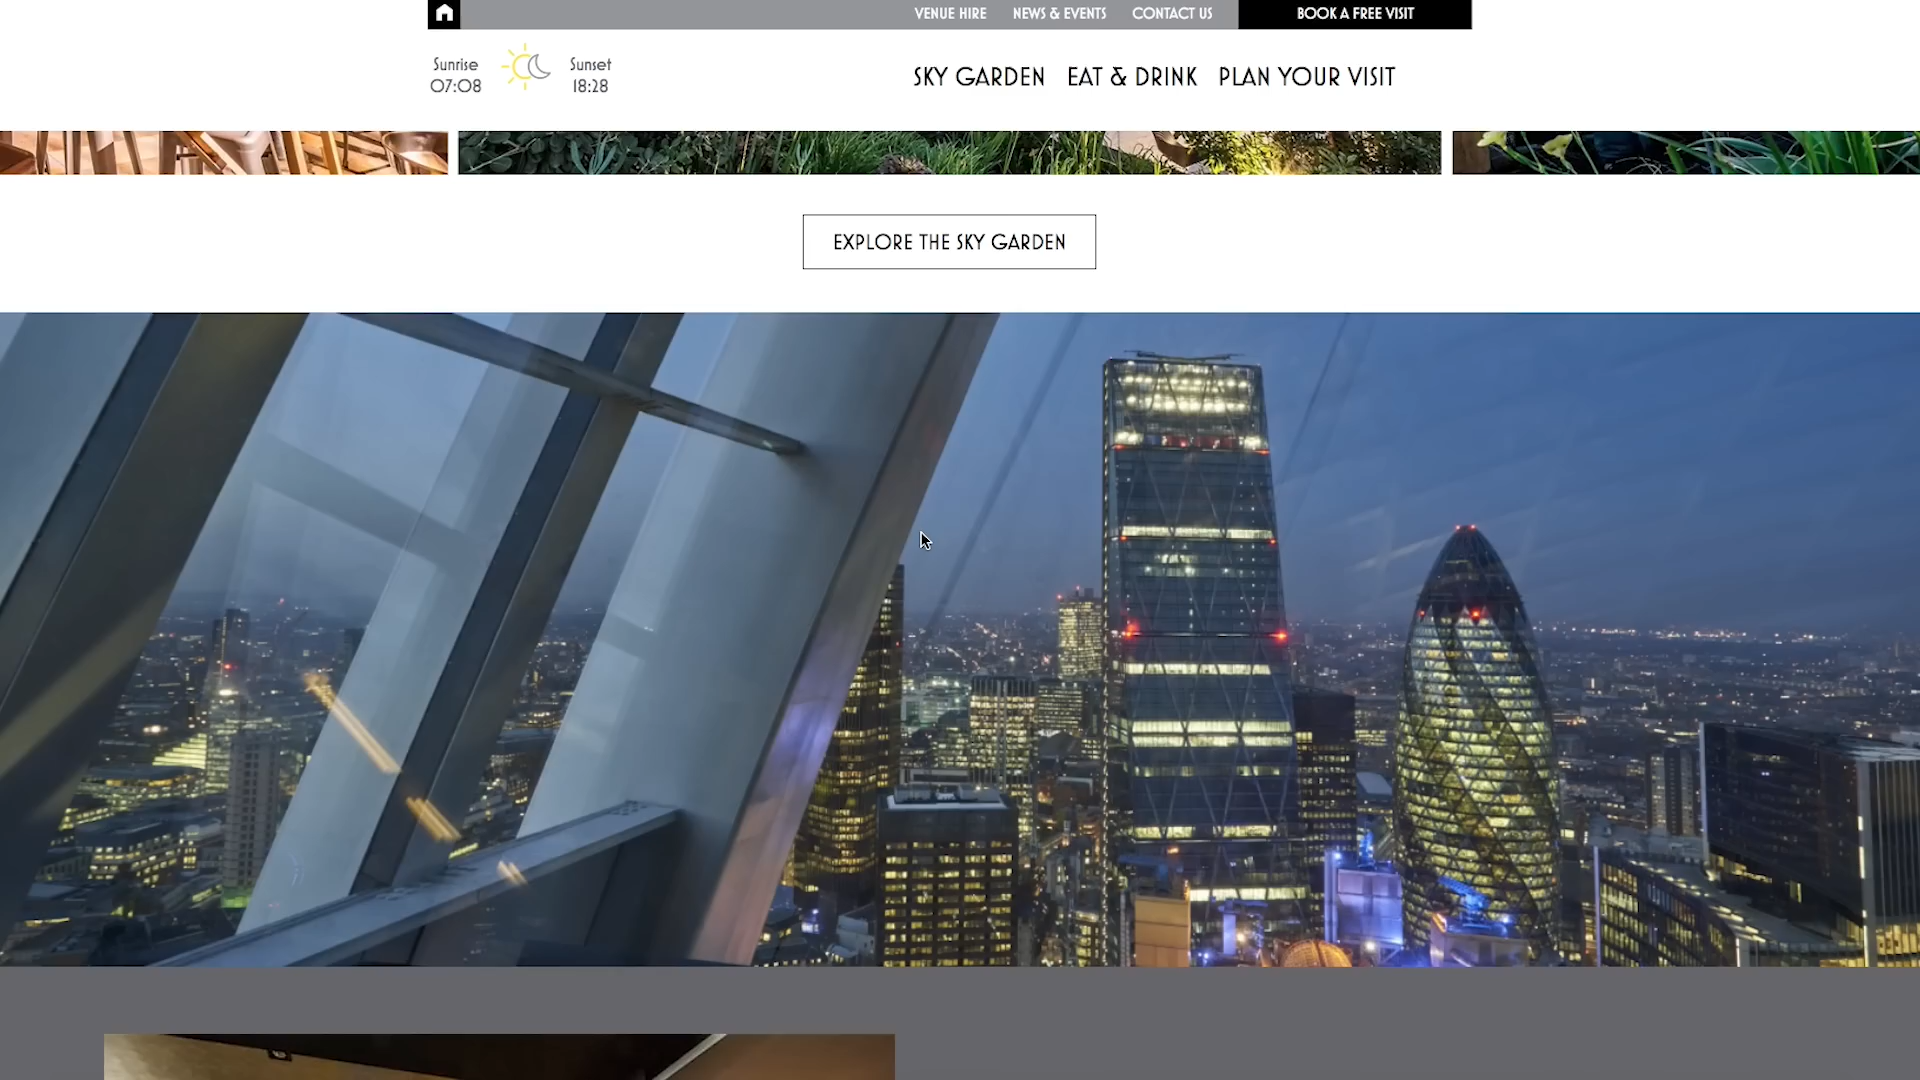 VENUE HIRE NEWS & EVENTS CONTACT US BOOK A FREE VISIT
Sunrise
07:08
Sunset
18:28
SKY GARDEN EAT & DRINK PLAN YOUR VISIT
EXPLORE THE SKY GARDEN